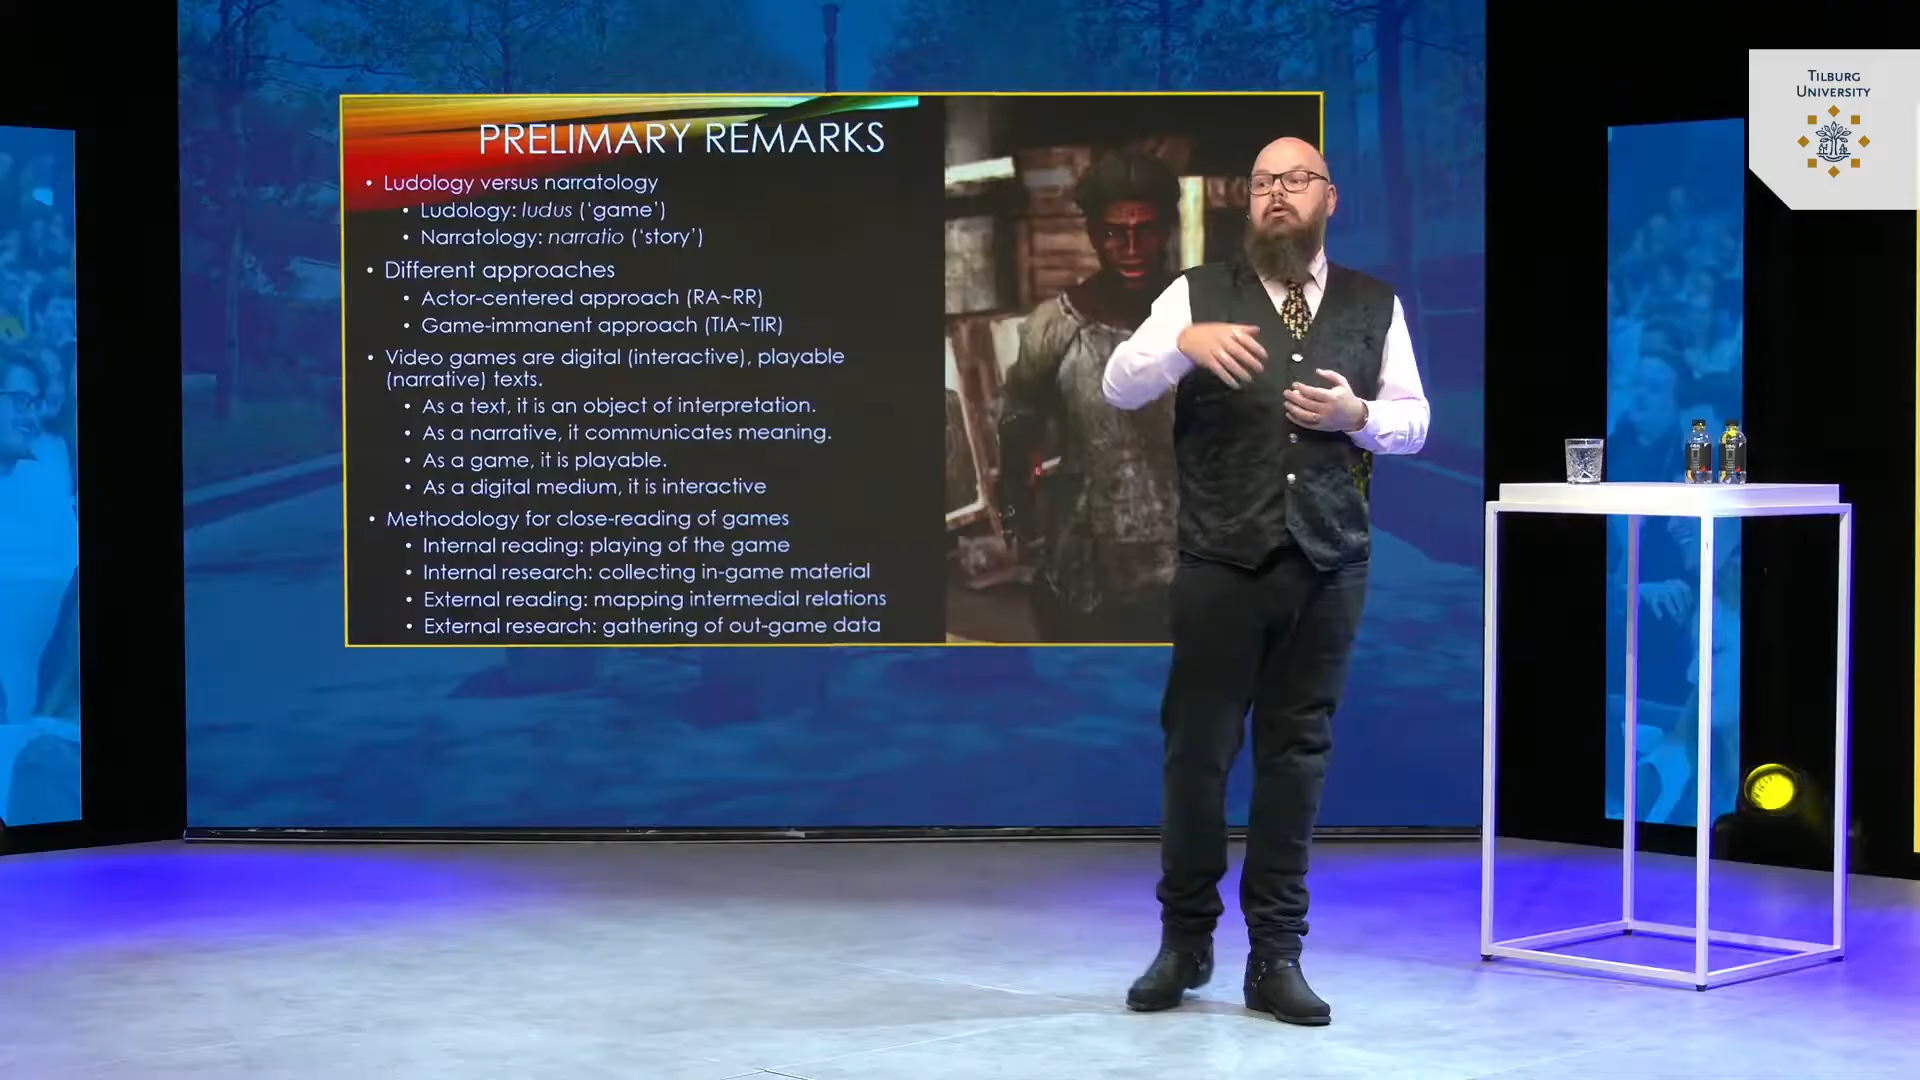 PRELIMARY REMARKS
• Ludology versus narratology
• Ludology: ludus (‘game’)
• Narratology: narratio (‘story’)
• Different approaches
• Actor-centered approach (RA~RR)
• Game-immanent approach (TIA~TIR)
• Video games are digital (interactive), playable
(narrative) texts.
• As a text, it is an object of interpretation.
• As a narrative, it communicates meaning.
• As a game, it is playable.
• As a digital medium, it is interactive
• Methodology for close-reading of games
• Internal reading: playing of the game
• Internal research: collecting in-game material
• External reading: mapping intermedial relations
• External research: gathering of out-game data
TILBURG
UNIVERSITY